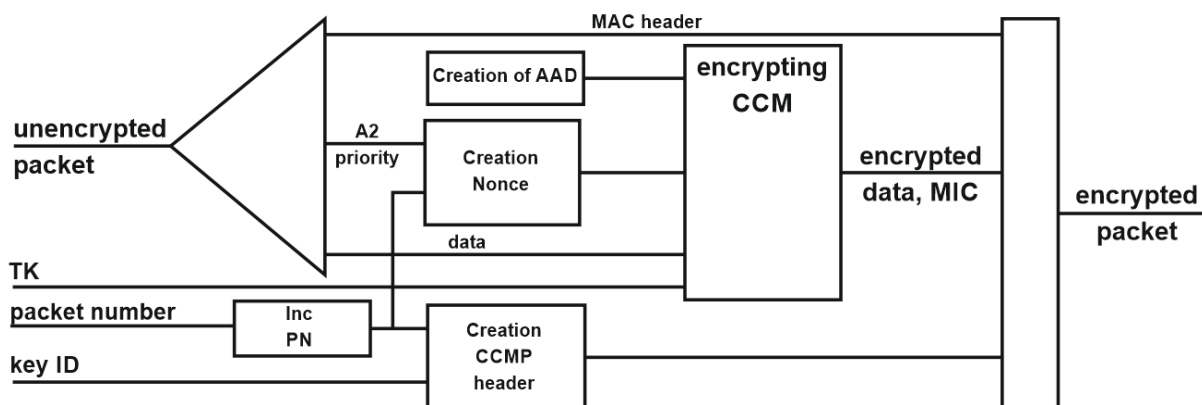 MAC header
Creation of AAD
encrypting
CCM
unencrypted
packet
A2
priority
Creation
Nonce
encrypted
data, MIC
encrypted
packet
data
TK
packet number
Inc
PN
Creation
CCMP
header
key ID